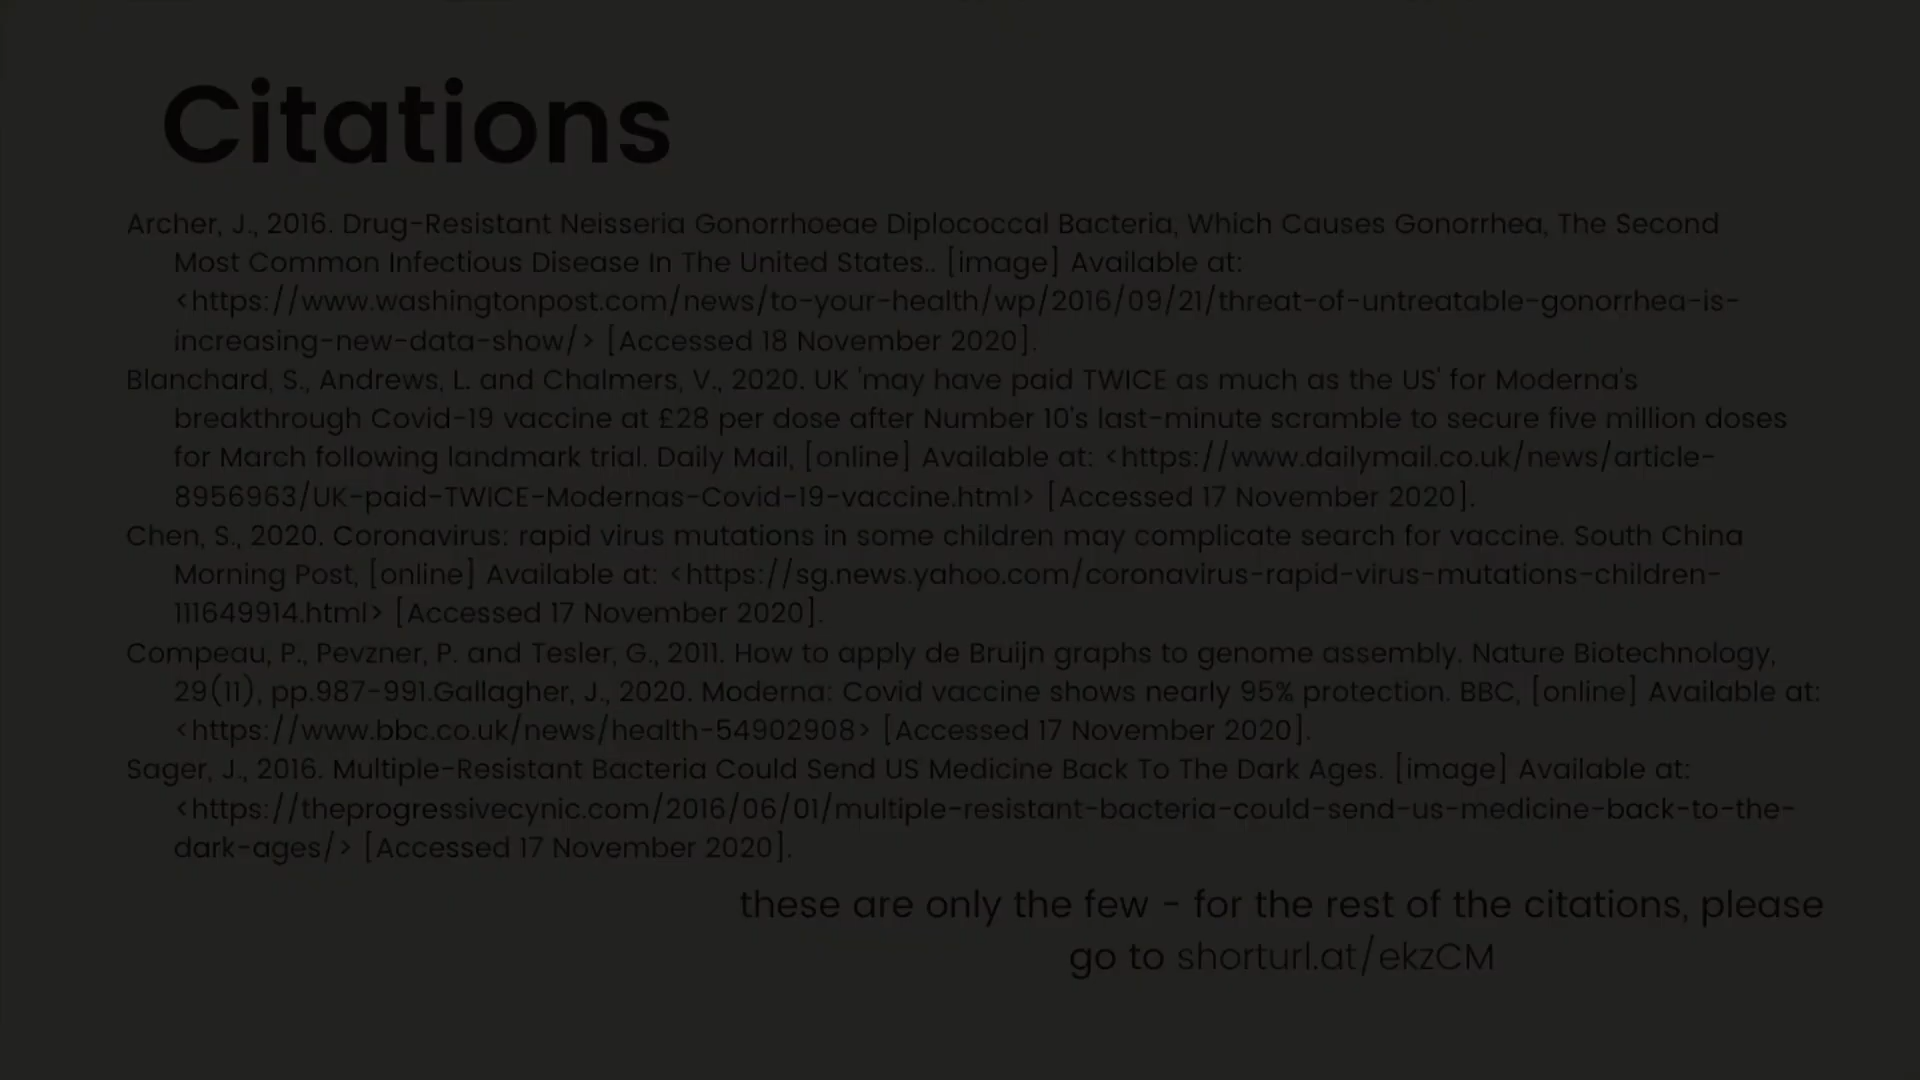 Citations
Archer, J., 2016. Drug-Resistant Neisseria Gonorrhoeae Diplococcal Bacteria, Which Causes Gonorrhea, The Second
Most Common Infectious Disease In The United States.. [image] Available at:
<https://www.washingtonpost.com/news/to-your-health/wp/2016/09/21/threat-of-untreatable-gonorrhea-is-
increasing-new-data-show/> [Accessed 18 November 2020].
Blanchard, S., Andrews, L. and Chalmers, V., 2020. UK 'may have paid TWICE as much as the US' for Moderna's
breakthrough Covid-19 vaccine at £28 per dose after Number 10's last-minute scramble to secure five million doses
for March following landmark trial. Daily Mail, [online] Available at: <https://www.dailymail.co.uk/news/article-
8956963/UK-paid-TWICE-Modernas-Covid-19-vaccine.html> [Accessed 17 November 2020].
Chen, S., 2020. Coronavirus: rapid virus mutations in some children may complicate search for vaccine. South China
Morning Post, [online] Available at: <https://sg.news.yahoo.com/coronavirus-rapid-virus-mutations-children-
111649914.html> [Accessed 17 November 2020].
Compeau, P., Pevzner, P. and Tesler, G., 2011. How to apply de Bruijn graphs to genome assembly. Nature Biotechnology,
29(11), pp.987-991.Gallagher, J., 2020. Moderna: Covid vaccine shows nearly 95% protection. BBC, [online] Available at:
<https://www.bbc.co.uk/news/health-54902908> [Accessed 17 November 2020].
Sager, J., 2016. Multiple-Resistant Bacteria Could Send US Medicine Back To The Dark Ages. [image] Available at:
<https://theprogressivecynic.com/2016/06/01/multiple-resistant-bacteria-could-send-us-medicine-back-to-the-
dark-ages/> [Accessed 17 November 2020].
these are only the few - for the rest of the citations, please
go to shorturl.at/ekzCM